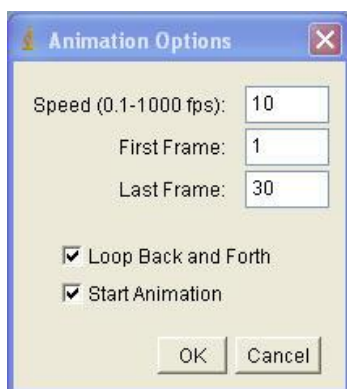 Animation Options
Speed (0.1-1000 fps): 10
First Frame: 1
Last Frame: 30
Loop Back and Forth
Start Animation
OK Cancel